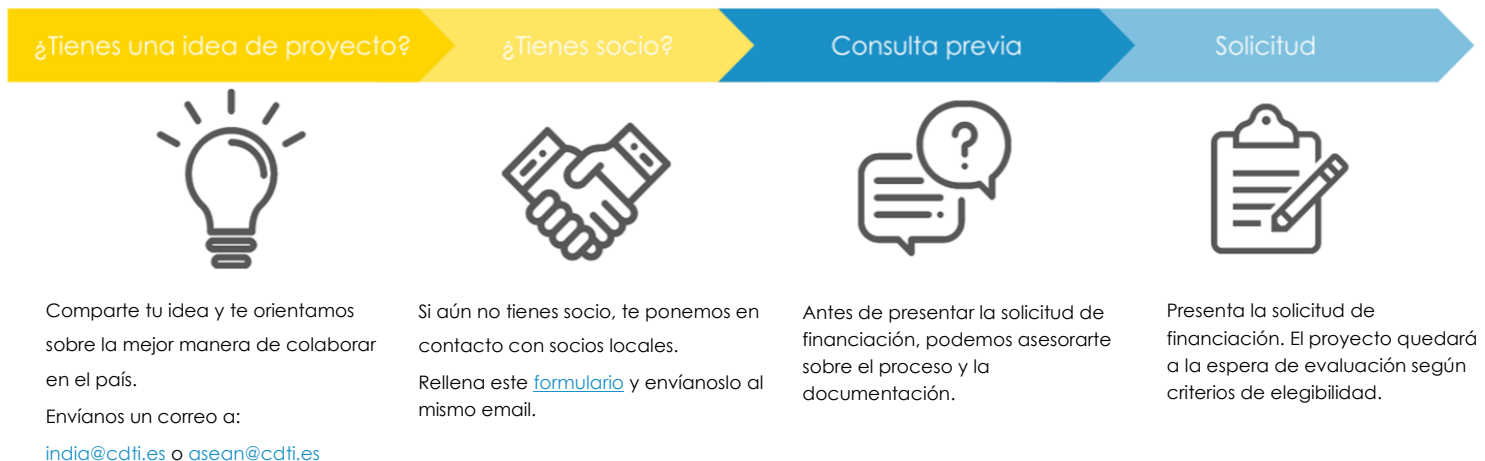 ¿Tienes una idea de proyecto?
¿Tienes socio?
Consulta previa
Solicitud
?
Comparte tu idea y te orientamos
sobre la mejor manera de colaborar
en el país.
Envíanos un correo a:
india@cdti.es o asean@cdti.es
Si aún no tienes socio, te ponemos en
contacto con socios locales.
Rellena este formulario y envíanoslo al
mismo email.
Antes de presentar la solicitud de
financiación, podemos asesorarte
sobre el proceso y la
documentación.
Presenta la solicitud de
financiación. El proyecto quedará
a la espera de evaluación según
criterios de elegibilidad.